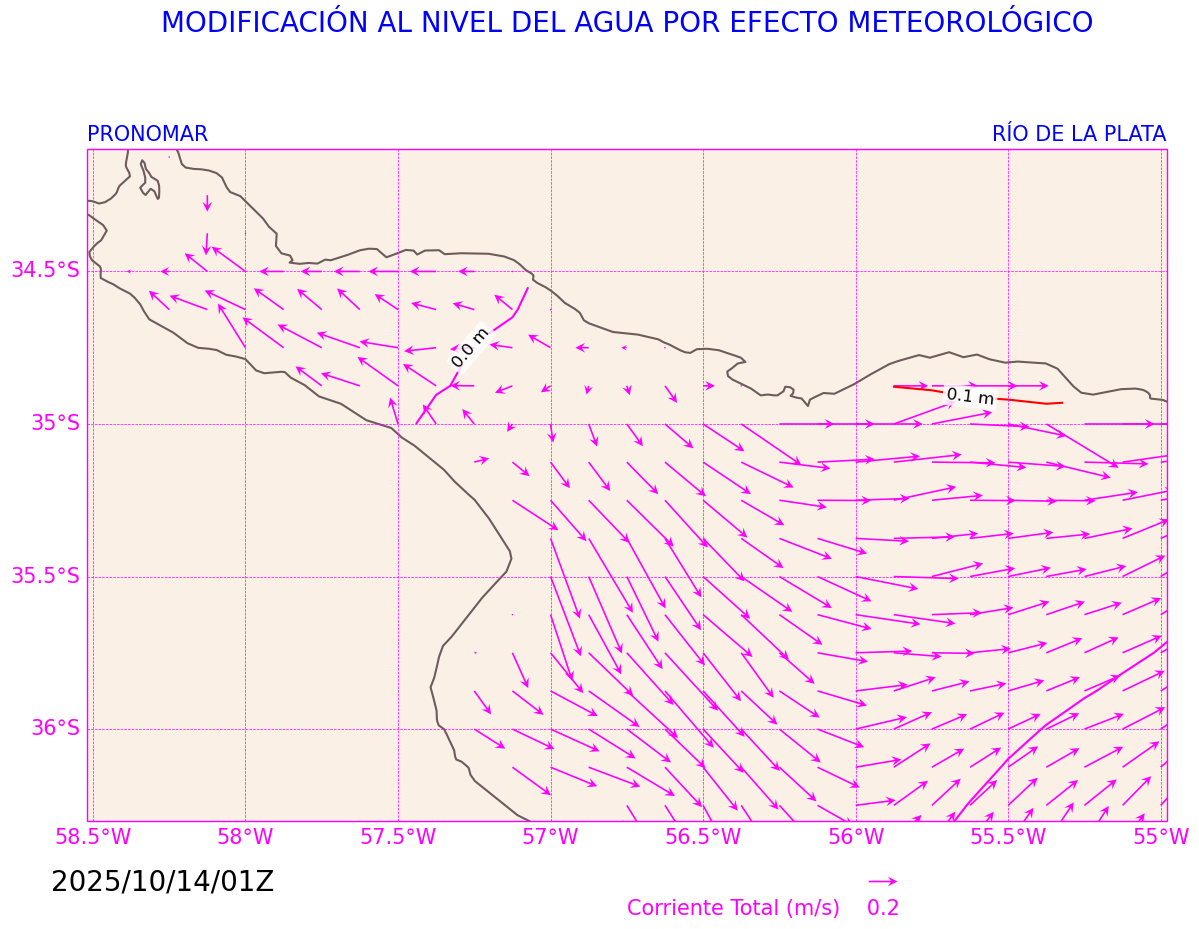 MODIFICACIÓN AL NIVEL DEL AGUA POR EFECTO METEOROLÓGICO
PRONOMAR
RÍO DE LA PLATA
34.5°S
0.0 m
0.1 m
35°S
35.5°S
36°S
58.5°W 58°W 57.5°W 57°W 56.5°W 56°W 55.5°W 55°W
2025/10/14/01Z
Corriente Total (m/s) 0.2